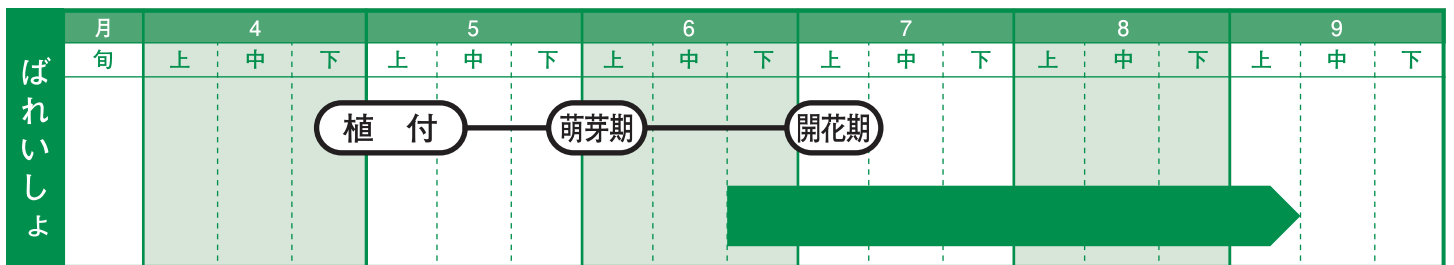 ばれいしょ
月 4 5 6 7 8 9
旬 上 中 下 上 中 下 上 中 下 上 中 下 上 中 下 上 中 下
植付 萌芽期 開花期